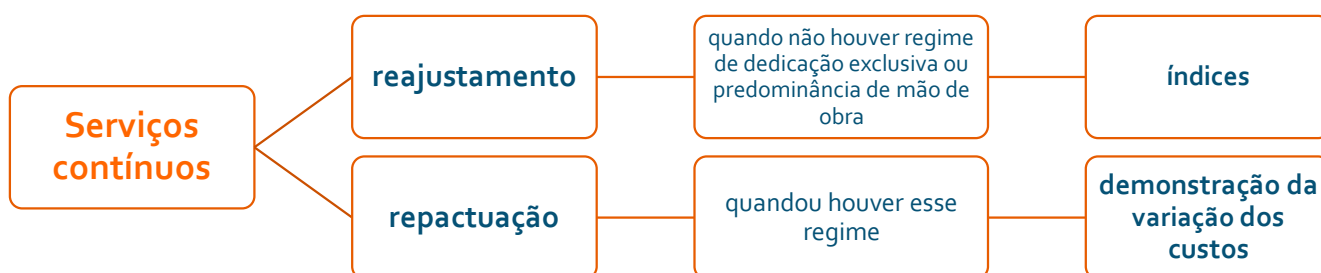 Serviços
contínuos
reajustamento
quando não houver regime
de dedicação exclusiva ou
predominância de mão de
obra
índices
repactuação
quandou houver esse
regime
demonstração da
variação dos
custos